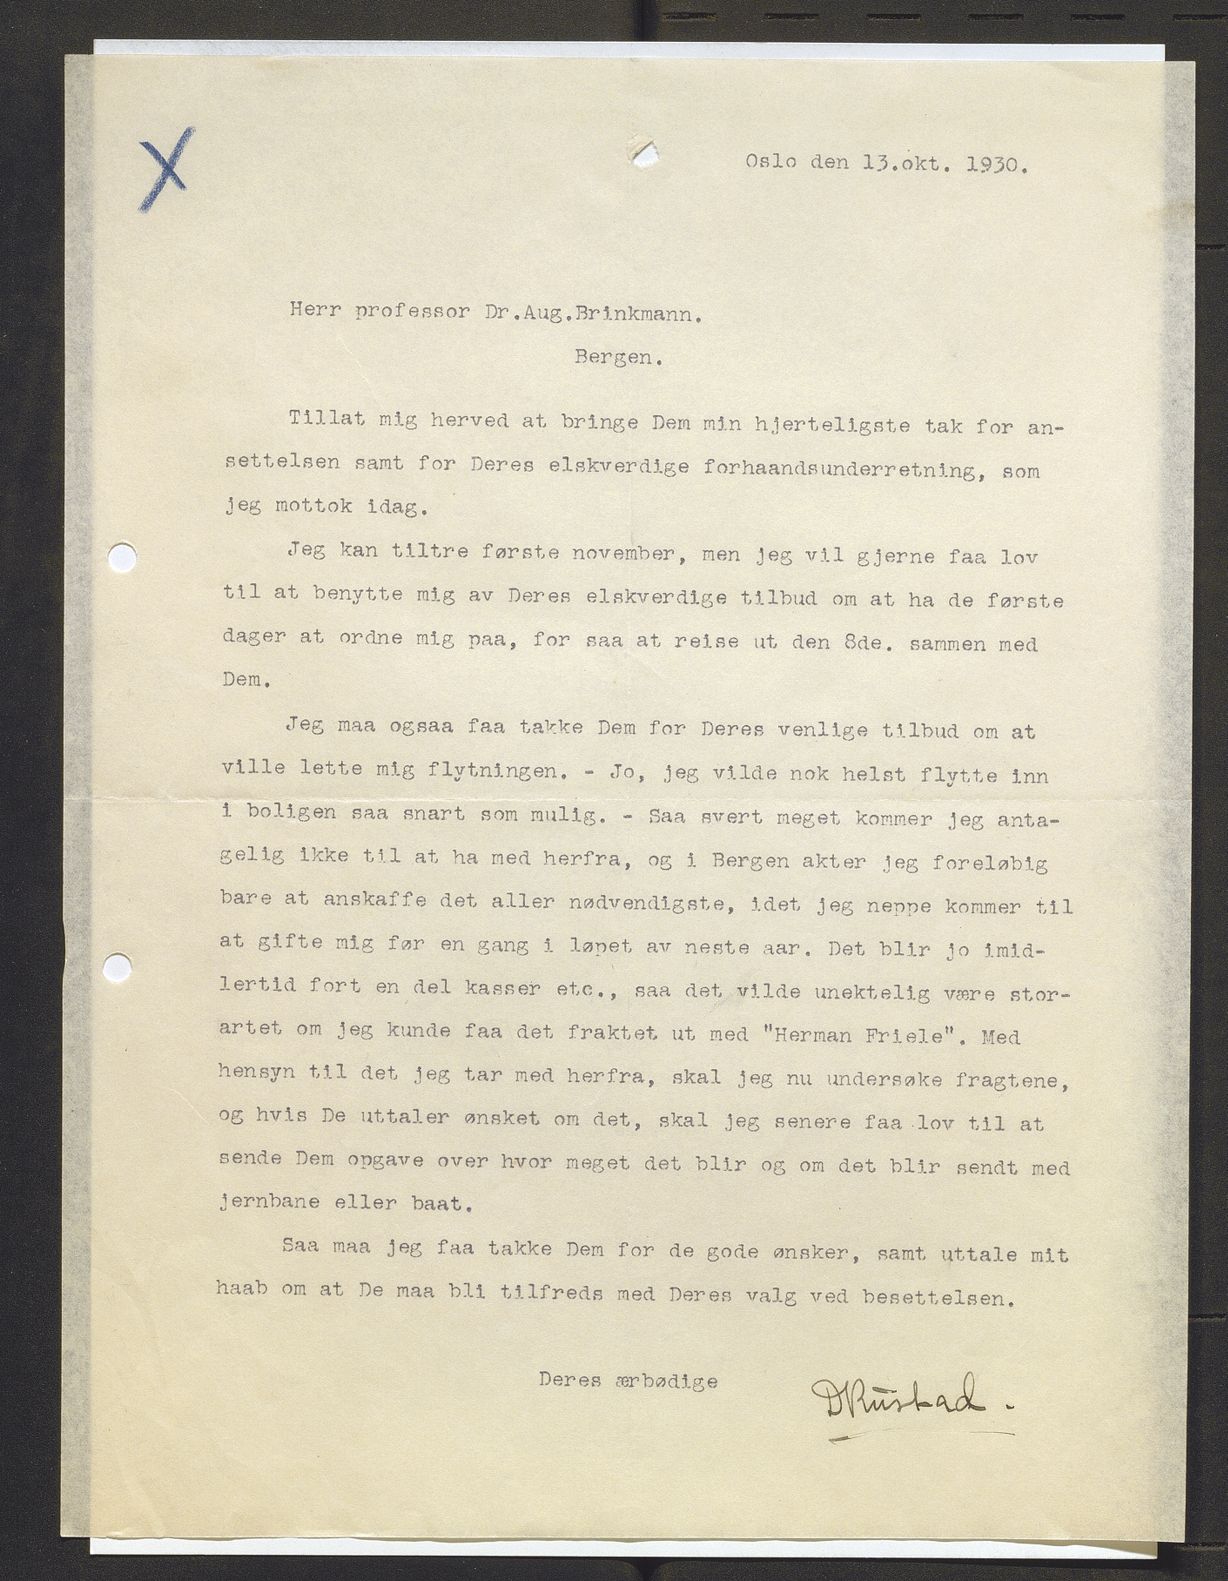 X
Oslo den 13.okt. 1930.
Herr professor Dr.Aug.Brinkmann.
Bergen.
Tillat mig herved at bringe Dem min hjerteligste tak for an-
settelsen samt for Deres elskverdige forhaandsunderretning, som
jeg mottok idag.
Jeg kan tiltre første november, men jeg vil gjerne faa lov
til at benytte mig av Deres elskverdige tilbud om at ha de første
dager at ordne mig paa, for saa at reise ut den 8de. sammen med
Dem.
Jeg maa ogsaa faa takke Dem for Deres venlige tilbud om at
ville lette mig flytningen. - Jo, jeg vilde nok helst flytte inn
i boligen saa snart som mulig. - Saa svert meget kommer jeg anta-
gelig ikke til at ha med herfra, og i Bergen akter jeg foreløbig
bare at anskaffe det aller nødvendigste, idet jeg neppe kommer til
at gifte mig før en gang i løpet av neste aar. Det blir jo imid-
lertid fort en del kasser etc., saa det vilde unektelig være stor-
artet om jeg kunde faa det fraktet ut med "Herman Friele". Med
hensyn til det jeg tar med herfra, skal jeg nu undersøke fragtene,
og hvis De uttaler ønsket om det, skal jeg senere faa lov til at
sende Dem opgave over hvor meget det blir og om det blir sendt med
jernbane eller baat.
Saa maa jeg faa takke Dem for de gode ønsker, samt uttale mit
haab om at De maa bli tilfreds med Deres valg ved besettelsen.
Deres ærbødige
DRustad.